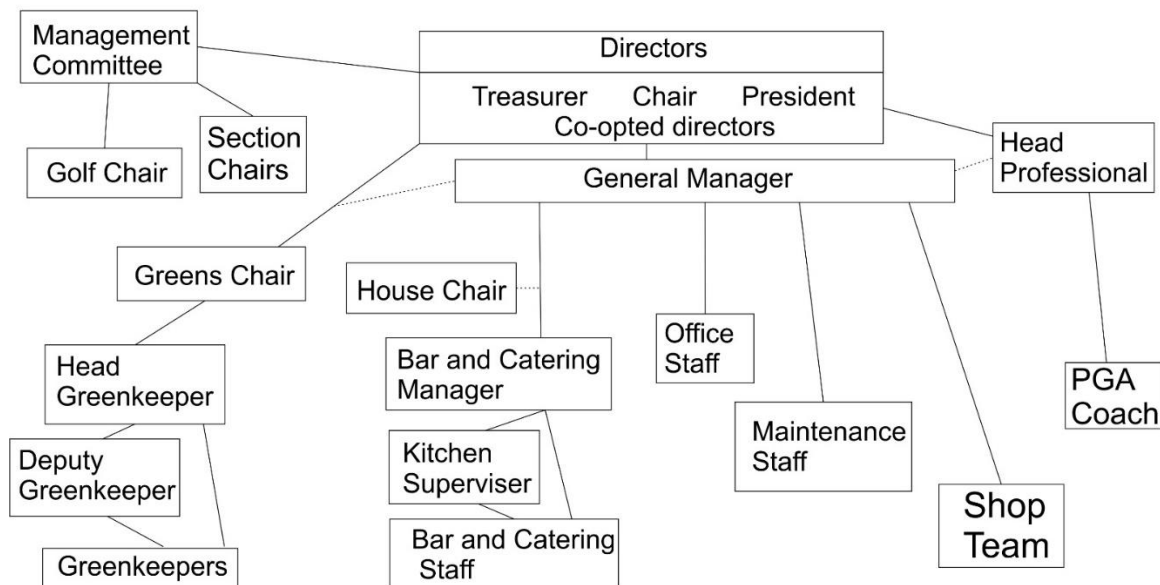 Management
Committee
Directors
Treasurer Chair President
Co-opted directors
Section
Chairs
Golf Chair
Head
Professional
General Manager
Greens Chair
House Chair
Office
Staff
Head
Greenkeeper
Bar and Catering
Manager
PGA
Coach
Maintenance
Staff
Deputy
Greenkeeper
Kitchen
Superviser
Shop
Team
Greenkeepers
Bar and Catering
Staff